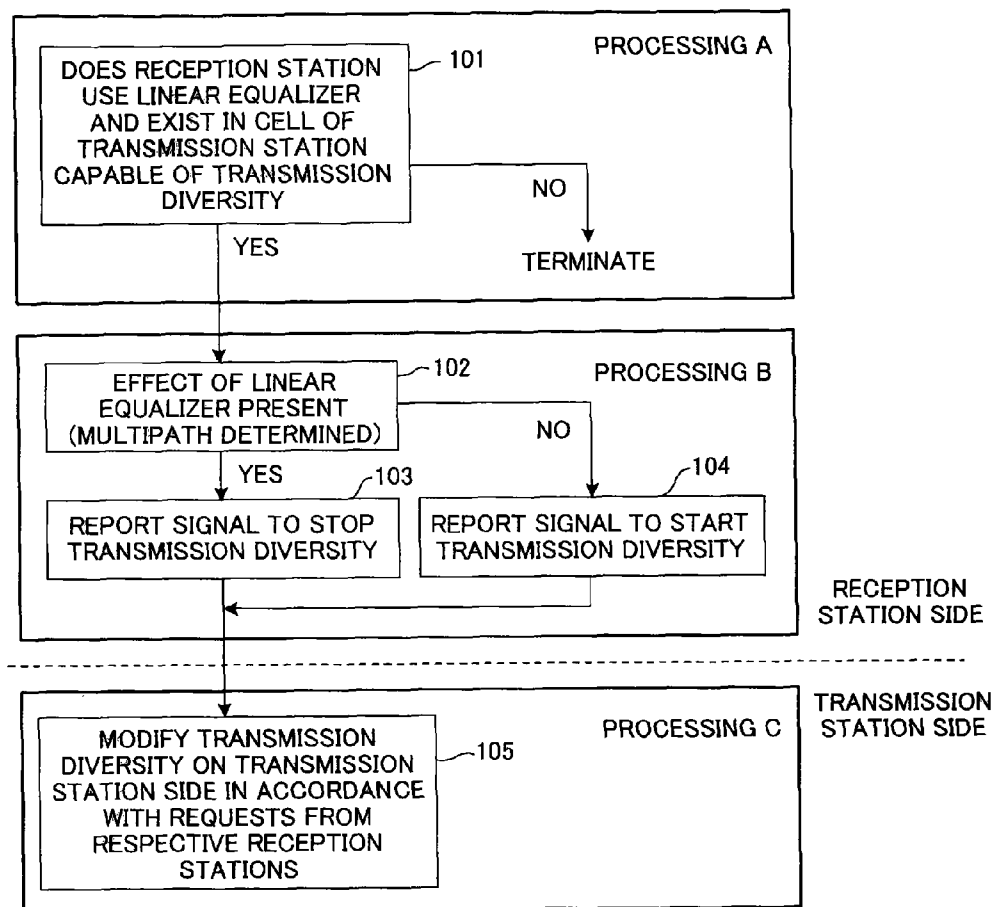 PROCESSING A
101
DOES RECEPTION STATION
USE LINEAR EQUALIZER
AND EXIST IN CELL OF
TRANSMISSION STATION
CAPABLE OF TRANSMISSION
DIVERSITY
NO
YES
TERMINATE
PROCESSING B
102
EFFECT OF LINEAR
EQUALIZER PRESENT
(MULTIPATH DETERMINED)
NO
YES
103
104
REPORT SIGNAL TO STOP
TRANSMISSION DIVERSITY
REPORT SIGNAL TO START
TRANSMISSION DIVERSITY
RECEPTION
STATION SIDE
TRANSMISSION
STATION SIDE
PROCESSING C
105
MODIFY TRANSMISSION
DIVERSITY ON TRANSMISSION
STATION SIDE IN ACCORDANCE
WITH REQUESTS FROM
RESPECTIVE RECEPTION
STATIONS